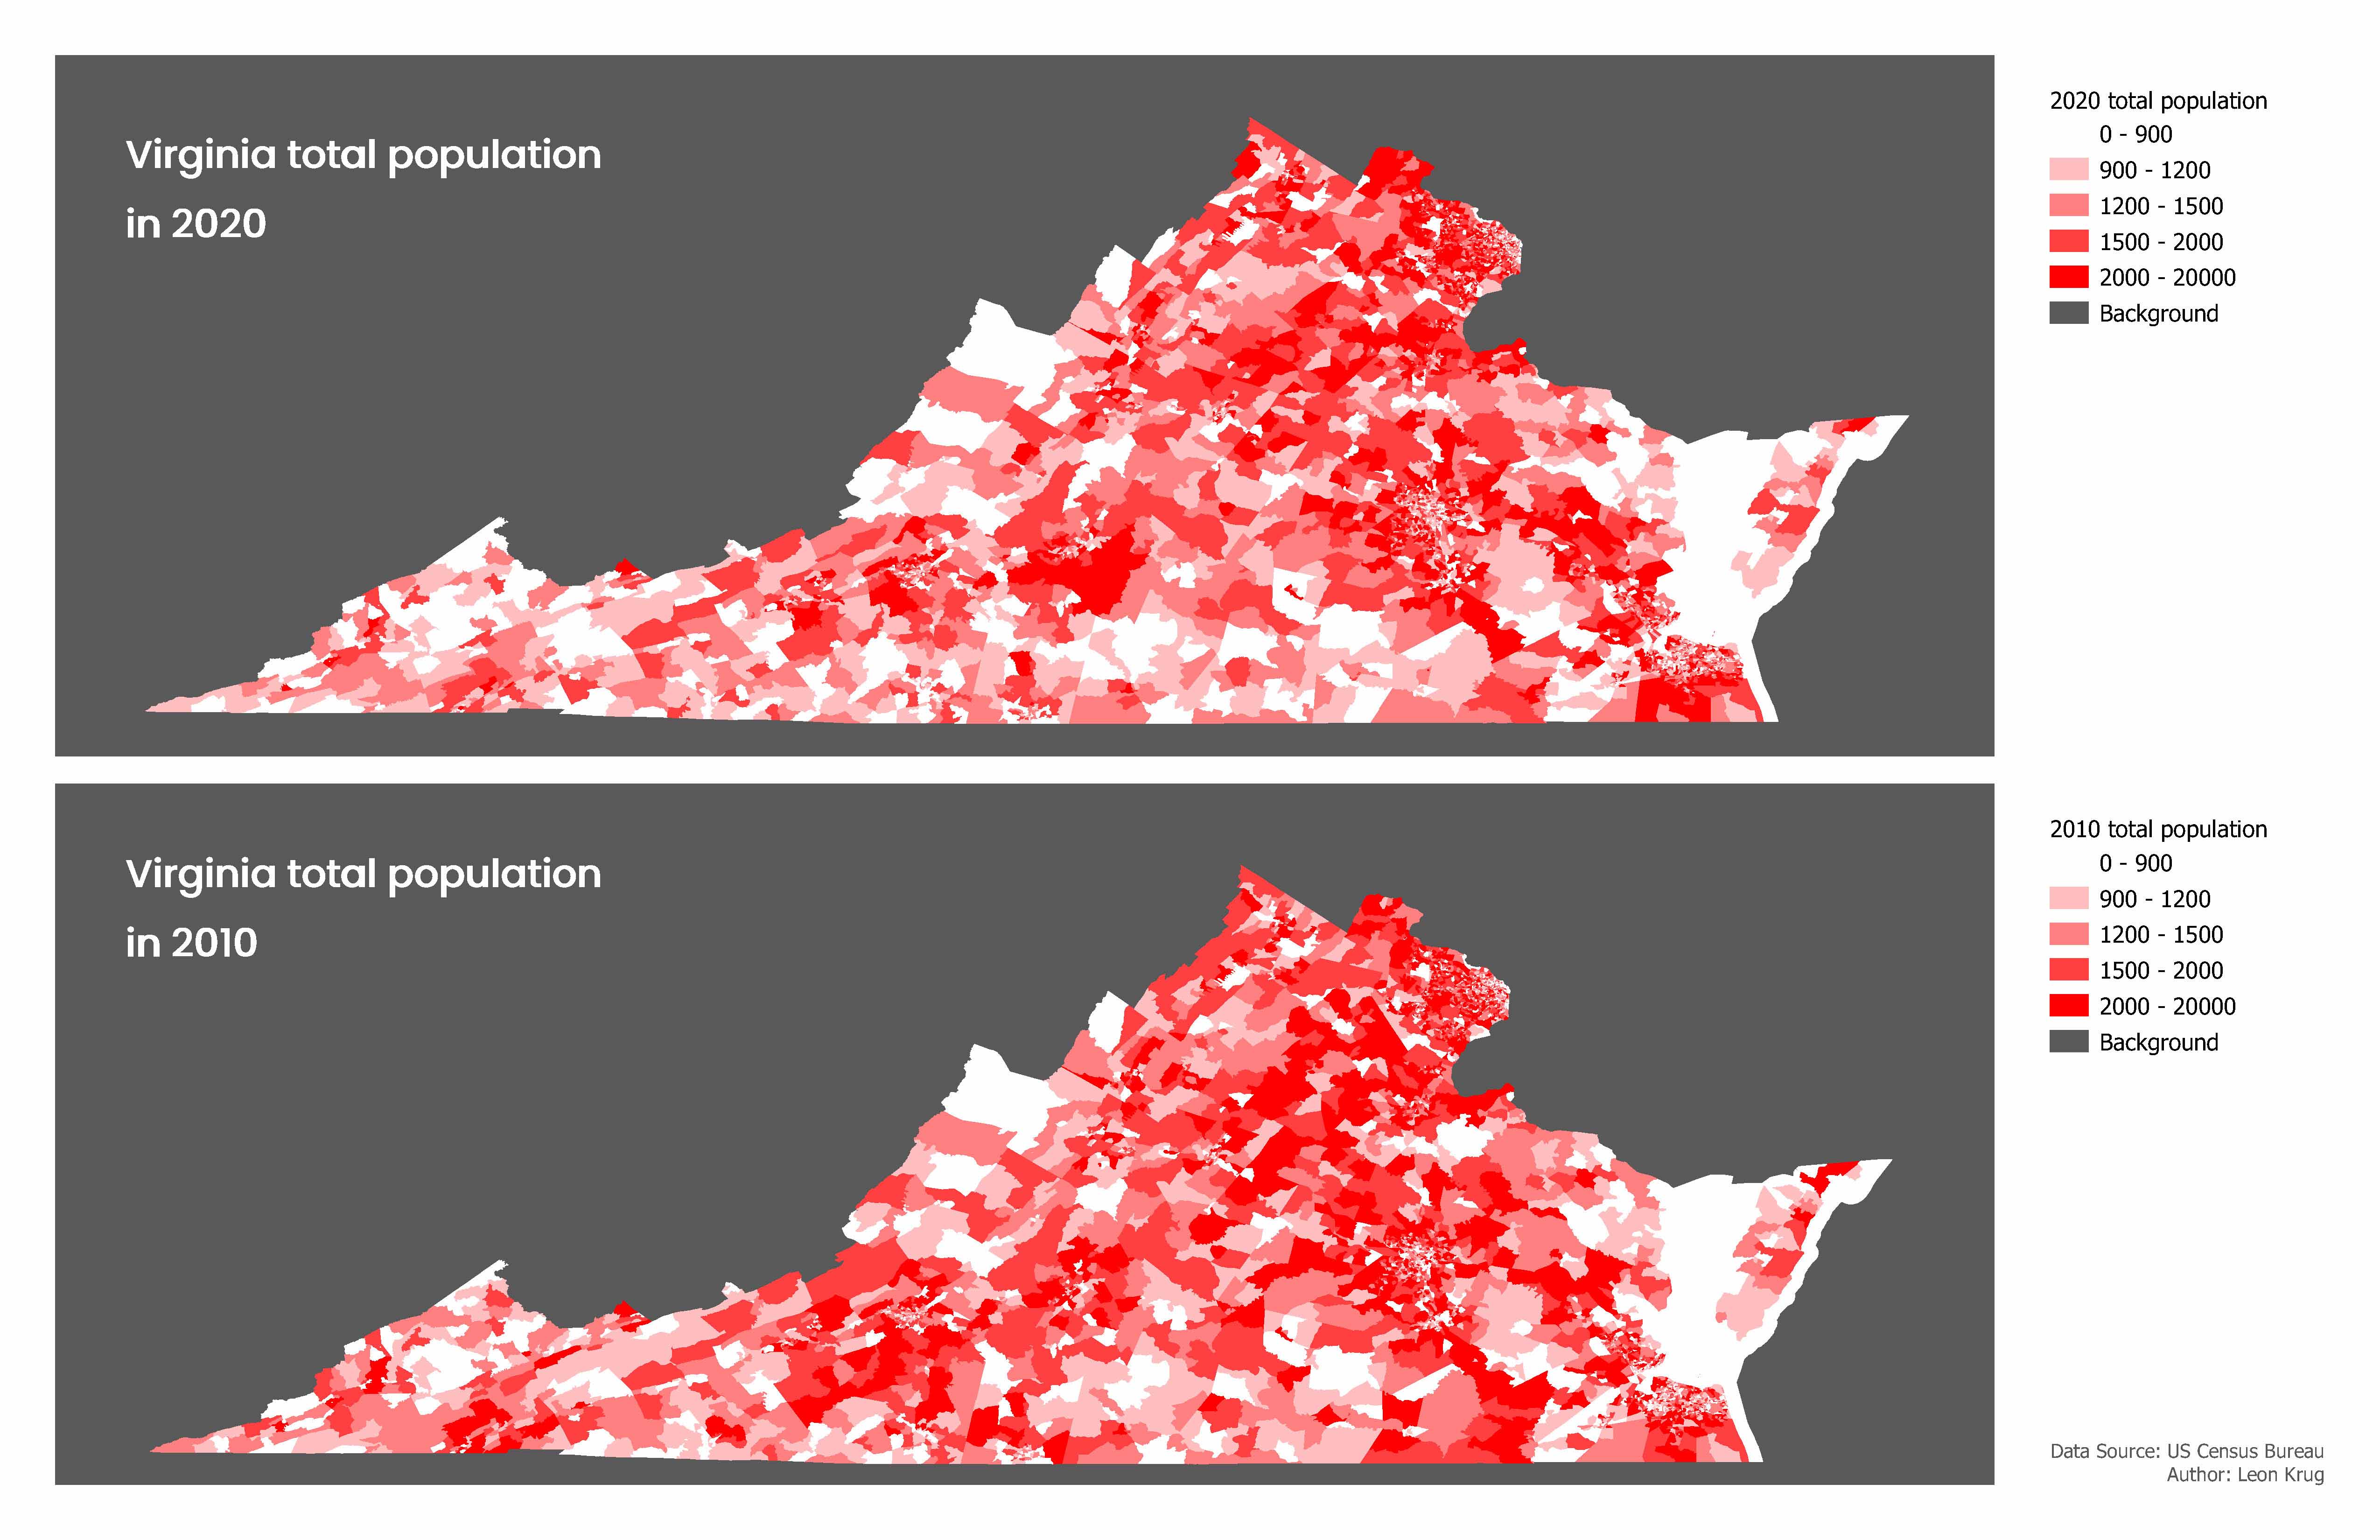 Virginia total population
in 2020
2020 total population
0 - 900
900 - 1200
1200 - 1500
1500 - 2000
2000 - 20000
Background
Virginia total population
in 2010
2010 total population
0 - 900
900 - 1200
1200 - 1500
1500 - 2000
2000 - 20000
Background
Data Source: US Census Bureau
Author: Leon Krug